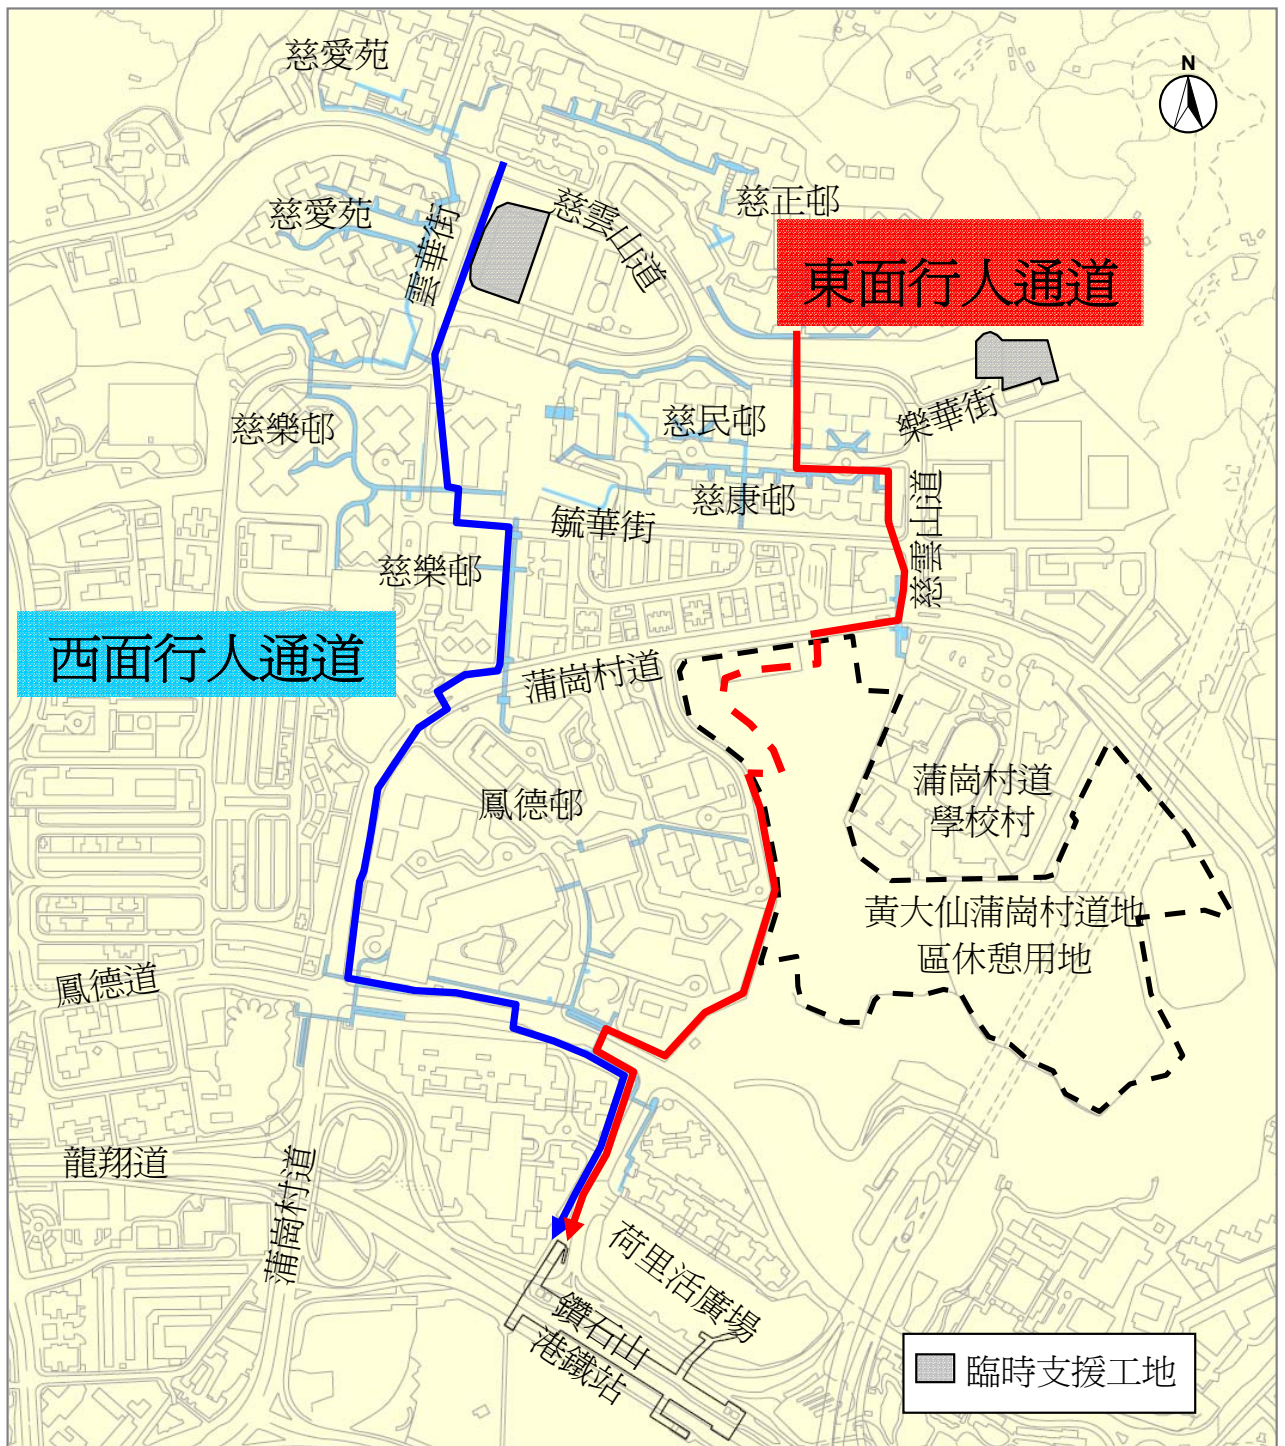 慈愛苑
N
慈愛苑
雲華街
慈雲山道
慈正邨
東面行人通道
慈樂邨
慈民邨
樂華街
慈康邨
毓華街
慈雲山道
慈樂邨
西面行人通道
蒲崗村道
鳳德邨
蒲崗村道
學校村
黃大仙蒲崗村道地
區休憩用地
鳳德道
龍翔道
蒲崗村道
荷里活廣場
鑽石山
港鐵站
臨時支援工地